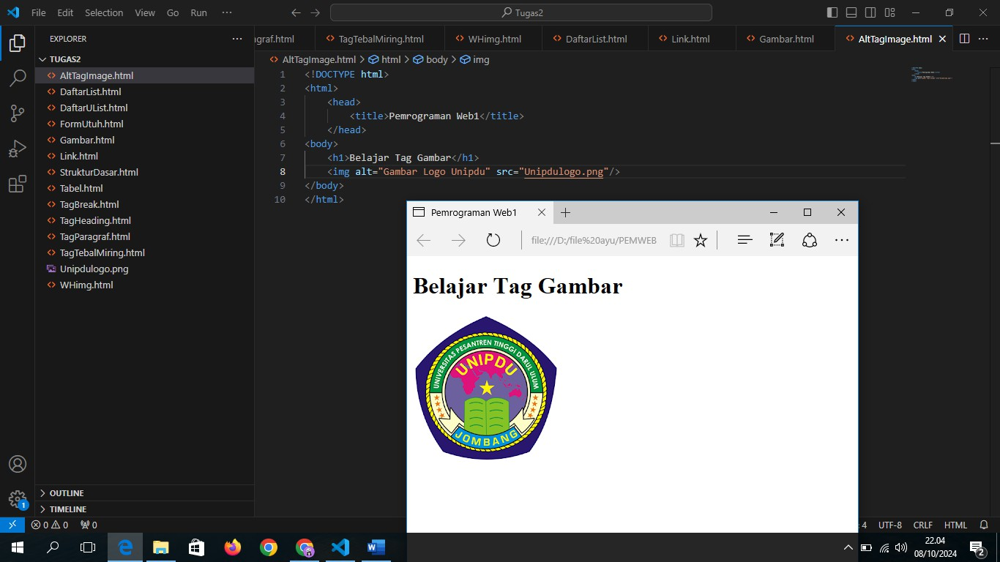 File Edit Selection View Go Run ··· Tugas2
EXPLORER ···
TUGAS2
AltTagImage.html
DaftarList.html
DaftarUList.html
FormUtuh.html
Gambar.html
Link.html
StrukturDasar.html
Tabel.html
TagBreak.html
TagHeading.html
TagParagraf.html
TagTebalMiring.html
Unipdulogo.png
WHimg.html
OUTLINE
TIMELINE
agraf.html TagTebalMiring.html WHimg.html DaftarList.html Link.html Gambar.html AltTagImage.html ···
AltTagImage.html > html > body > img
1 <!DOCTYPE html>
2 <html>
3 <head>
4 <title>Pemrograman Web1</title>
5 </head>
6 <body>
7 <h1>Belajar Tag Gambar</h1>
8 <img alt="Gambar Logo Unipdu" src="Unipdulogo.png"/>
9 </body>
10 </html>
Pemrograman Web1
file:///D:/file%20ayu/PEMWEB
Belajar Tag Gambar
UNIVERSITAS PESANTREN TINGGI DARUL ULUM
UNIPDU
JOMBANG
1
0 0 0
: 4 UTF-8 CRLF HTML
22.04
08/10/2024
2